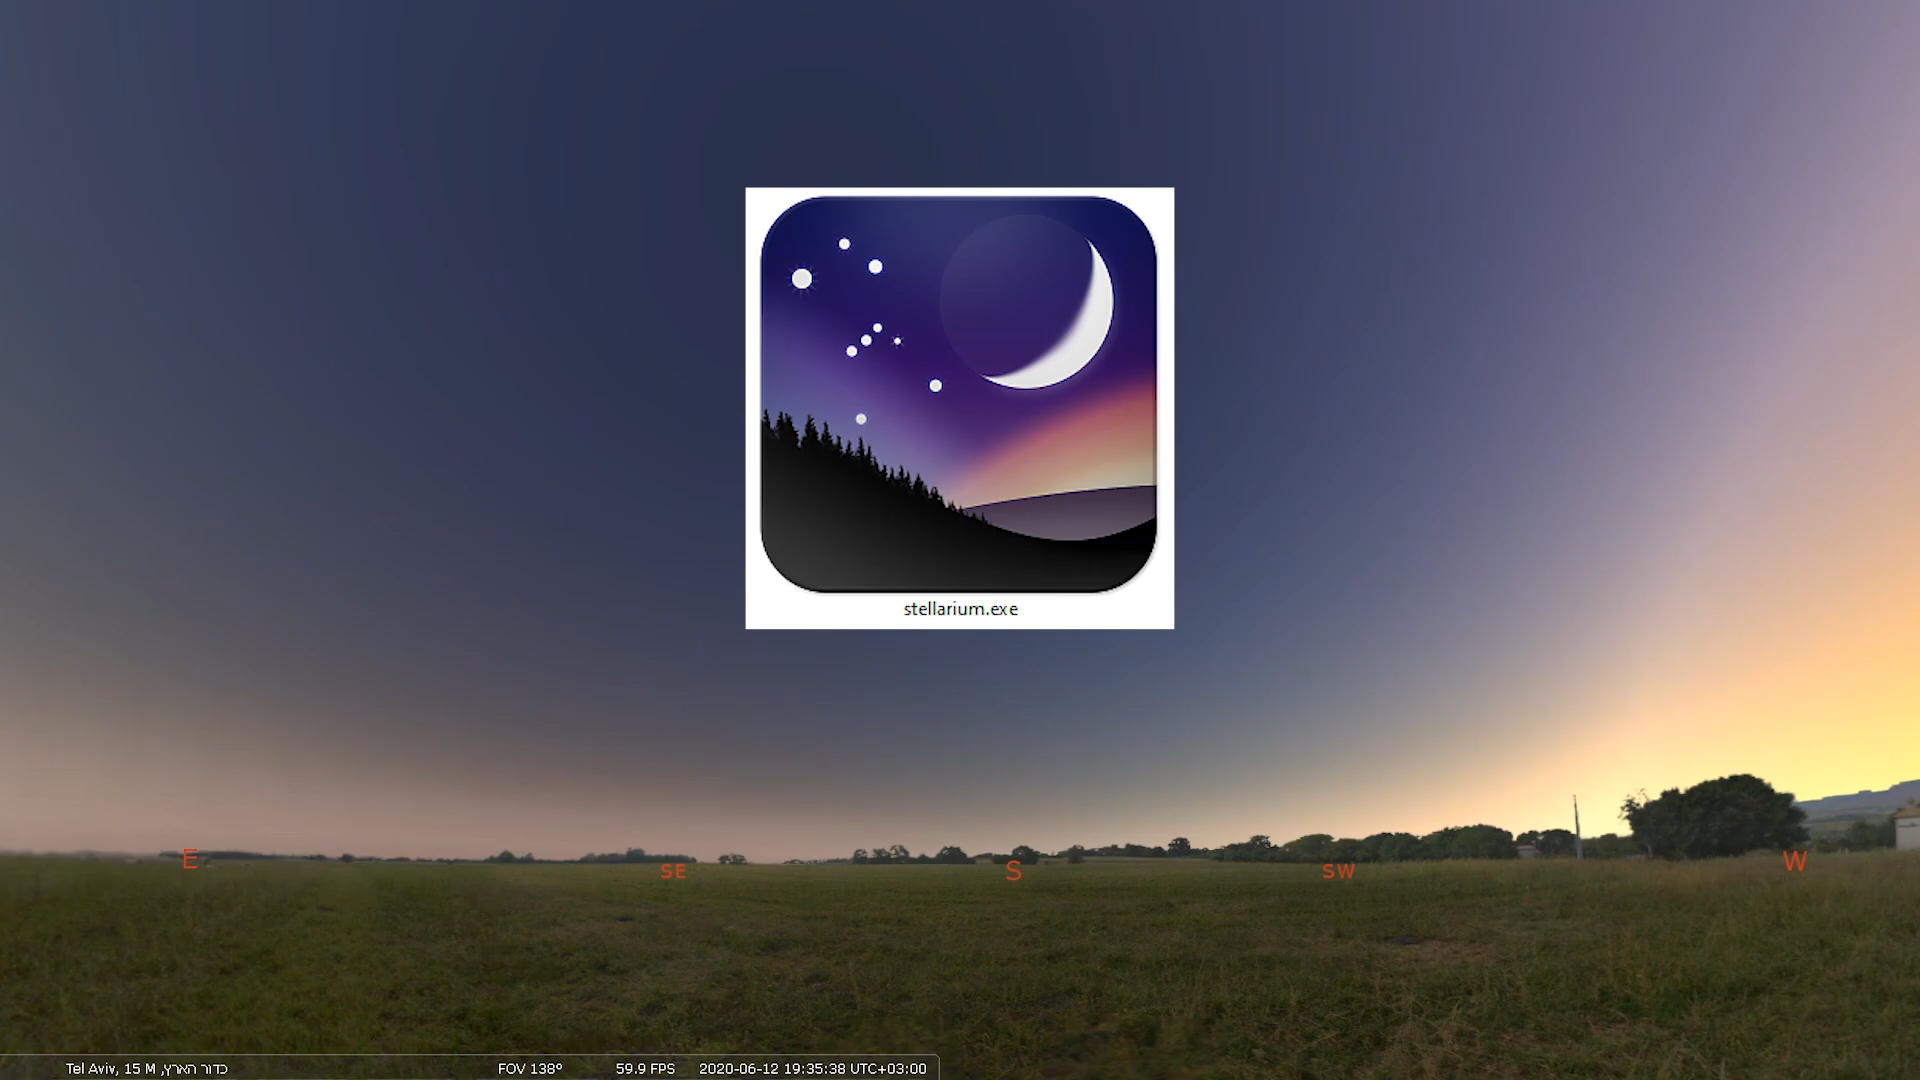 stellarium.exe
E SE S SW W
Tel Aviv, 15 M ,כדור הארץ FOV 138° 59.9 FPS 2020-06-12 19:35:38 UTC+03:00